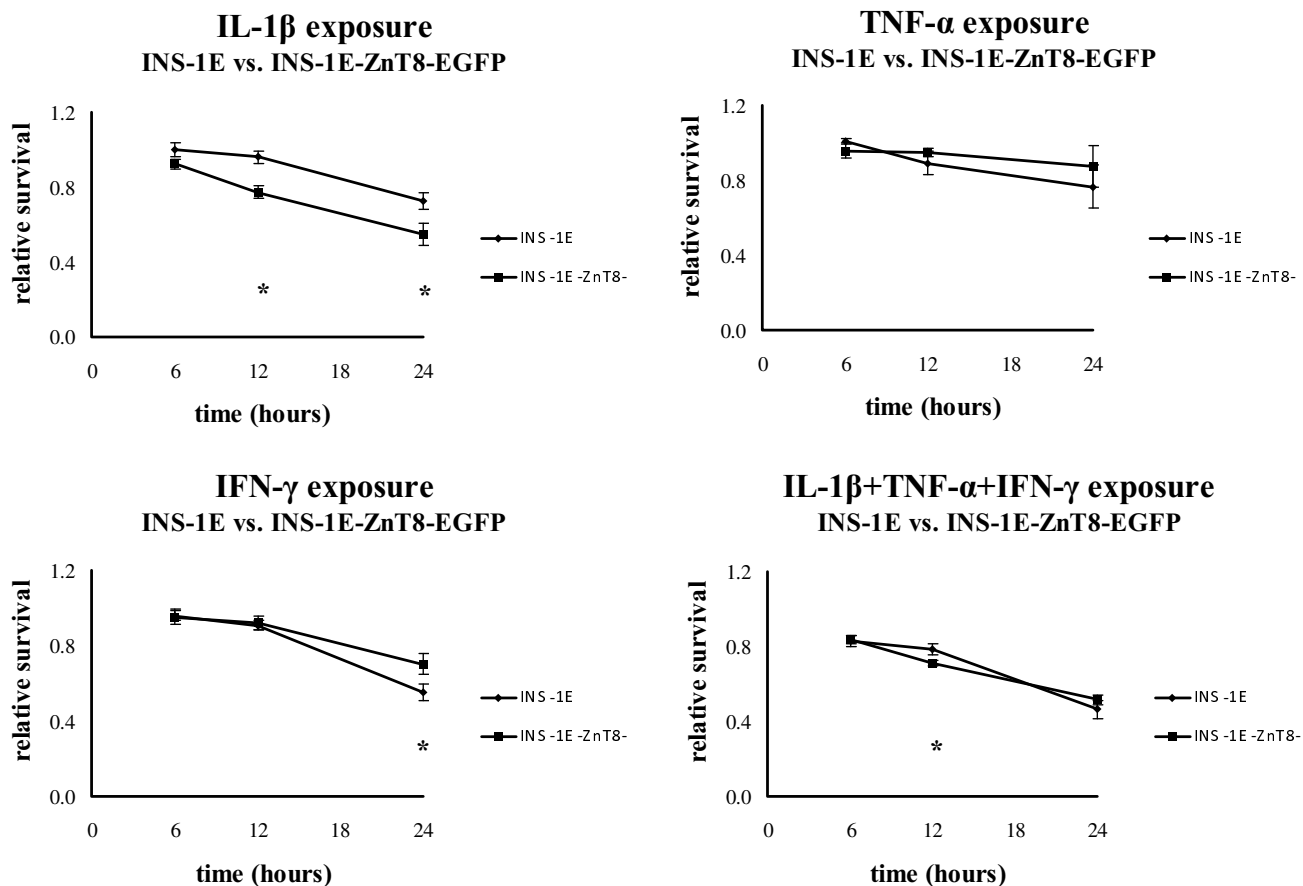 IL-1β exposure
INS-1E vs. INS-1E-ZnT8-EGFP
relative survival
1.2
0.8
0.4
0.0
INS -1E
INS -1E -ZnT8-
* *
0 6 12 18 24
time (hours)
TNF-α exposure
INS-1E vs. INS-1E-ZnT8-EGFP
relative survival
1.2
0.8
0.4
0.0
INS -1E
INS -1E -ZnT8-
0 6 12 18 24
time (hours)
IFN-γ exposure
INS-1E vs. INS-1E-ZnT8-EGFP
relative survival
1.2
0.8
0.4
0.0
INS -1E
INS -1E -ZnT8-
*
0 6 12 18 24
time (hours)
IL-1β+TNF-α+IFN-γ exposure
INS-1E vs. INS-1E-ZnT8-EGFP
relative survival
1.2
0.8
0.4
0.0
INS -1E
INS -1E -ZnT8-
*
0 6 12 18 24
time (hours)